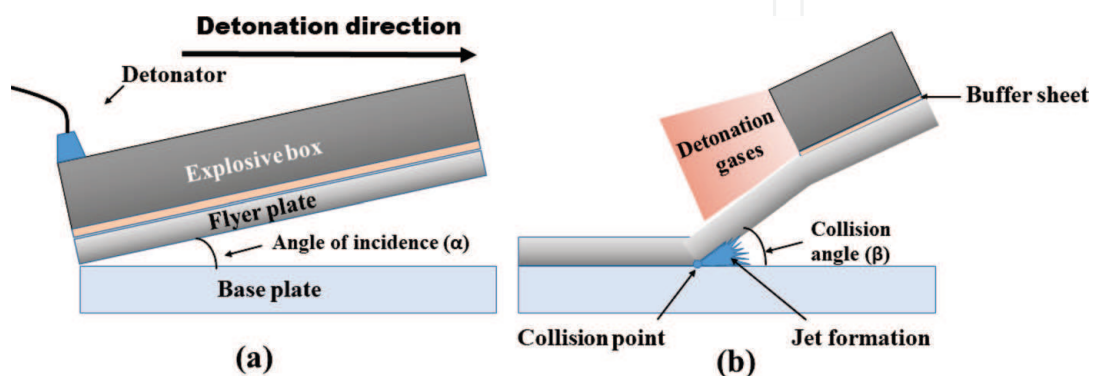 Detonation direction
Detonator
Explosive box
Flyer plate
Angle of incidence (α)
Base plate
(a)
Buffer sheet
Detonation
gases
Collision
angle (β)
Collision point
Jet formation
(b)